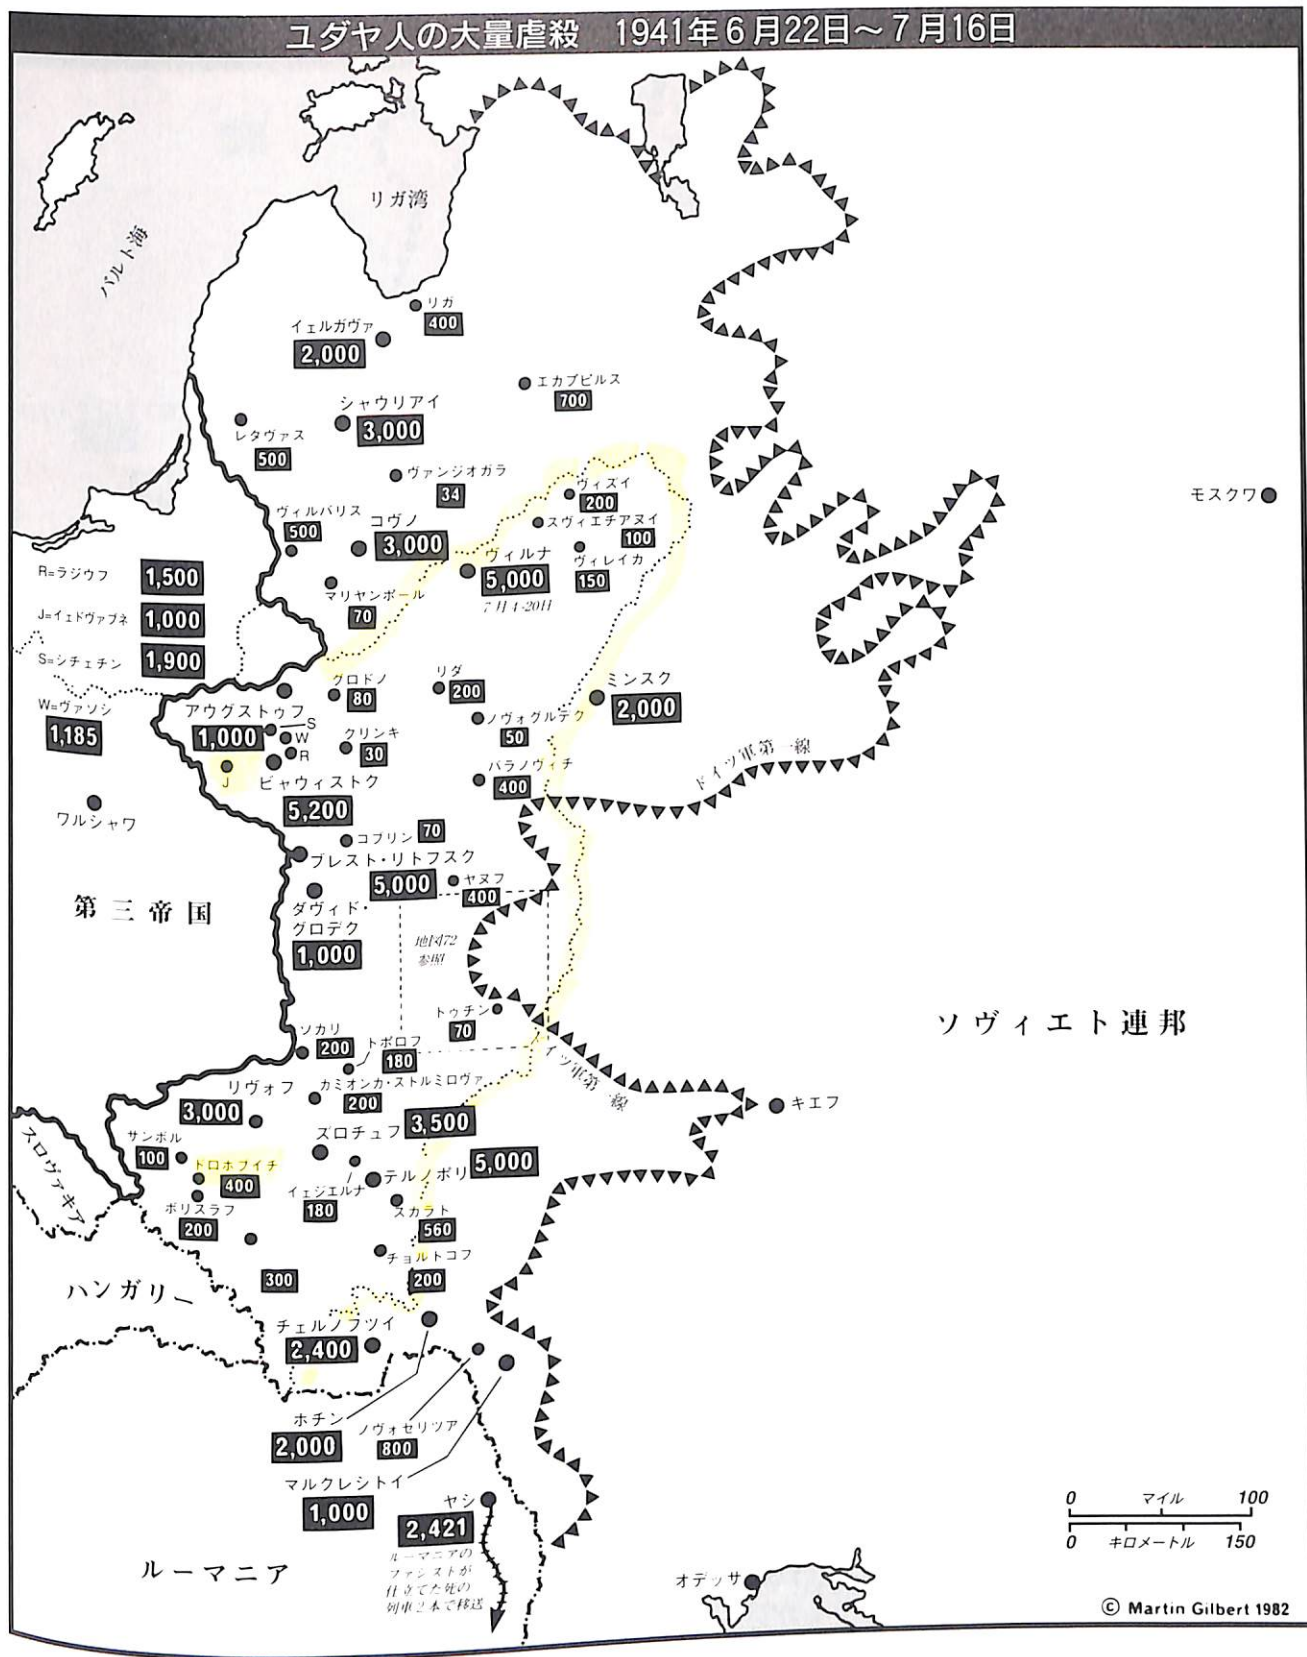 ユダヤ人の大量虐殺 1941年6月22日～7月16日
リガ湾
バルト海
リガ
400
イェルガヴァ
2,000
エカブピルス
700
シャウリアイ
3,000
レタヴァス
500
ヴァンジオガラ
34
ヴィズイ
200
モスクワ
ヴィルバリス
500
コヴノ
3,000
スヴィエチアヌイ
100
ヴィルナ
5,000
7月4-20日
ヴィレイカ
150
R=ラジウフ
1,500
マリヤンポール
70
J=イェドヴァブネ
1,000
S=シチェチン
1,900
W=ヴァソシ
1,185
グロドノ
80
リダ
200
ミンスク
2,000
アウグストゥフ
1,000
S
W
R
J
クリンキ
30
ノヴォグルデク
50
バラノヴィチ
400
ドイツ軍第一線
ビャウィストク
5,200
ワルシャワ
コブリン
70
ブレスト・リトフスク
5,000
ヤヌフ
400
第三帝国
ダヴィド・
グロデク
1,000
地図72
参照
トゥチン
70
ソヴィエト連邦
ソカリ
200
トポロフ
180
イツ軍第一線
リヴォフ
3,000
カミオンカ・ストルミロヴァ
200
キエフ
ズロチュフ
3,500
サンボル
100
スロヴァキア
ドロホブイチ
400
イェジエルナ
180
テルノポリ
5,000
ボリスラフ
200
スカラト
560
チョルトコフ
200
300
ハンガリー
チェルノフツイ
2,400
ホチン
2,000
ノヴォセリツア
800
マルクレシトイ
1,000
ヤシ
2,421
ルーマニアの
ファシストが
仕立てた死の
列車2本で移送
ルーマニア
オデッサ
0 マイル 100
0 キロメートル 150
© Martin Gilbert 1982